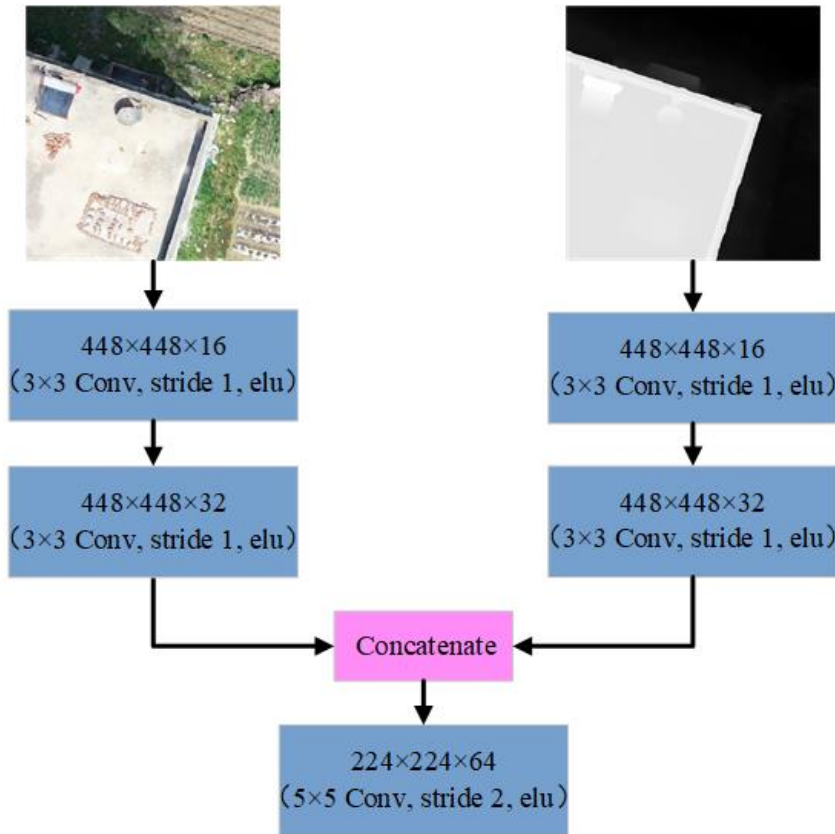 448×448×16
（3×3 Conv, stride 1, elu）
448×448×16
（3×3 Conv, stride 1, elu）
448×448×32
（3×3 Conv, stride 1, elu）
448×448×32
（3×3 Conv, stride 1, elu）
Concatenate
224×224×64
（5×5 Conv, stride 2, elu）